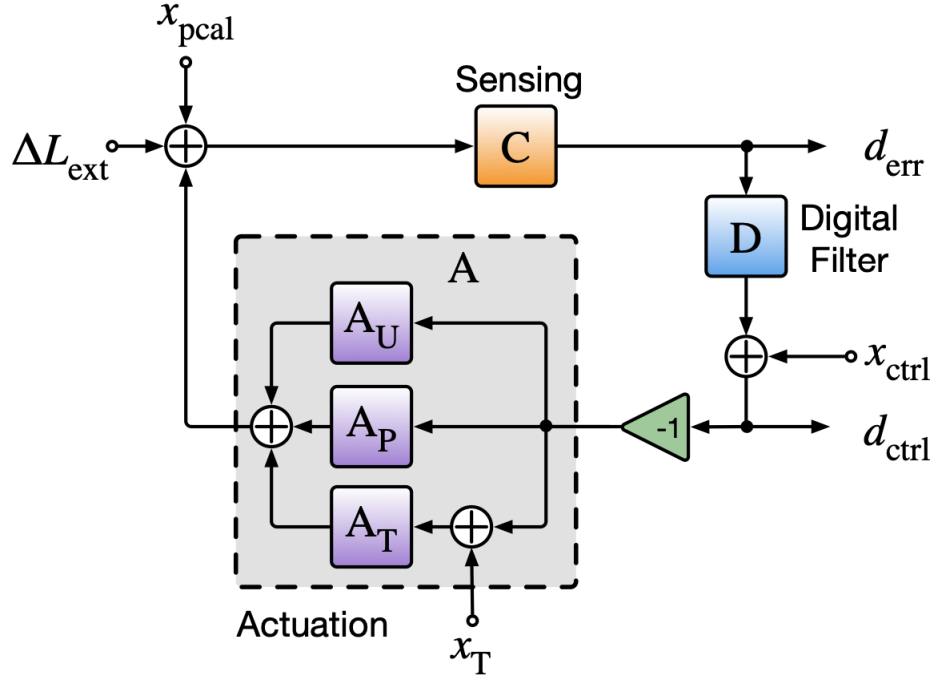 x_pcal
ΔL_ext
Sensing
C
d_err
D
Digital
Filter
A
A_U
x_ctrl
A_P
-1
d_ctrl
A_T
Actuation
x_T